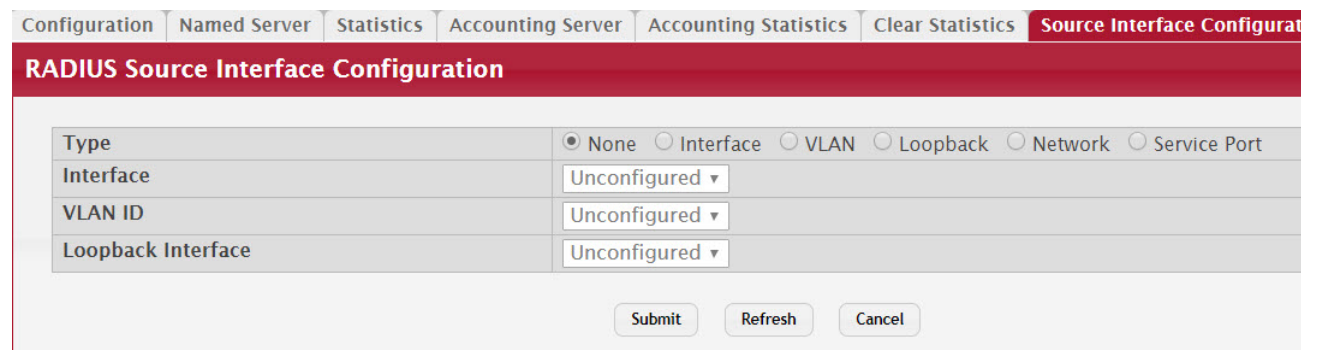 Configuration Named Server Statistics Accounting Server Accounting Statistics Clear Statistics Source Interface Configurat
RADIUS Source Interface Configuration
Type None Interface VLAN Loopback Network Service Port
Interface Unconfigured
VLAN ID Unconfigured
Loopback Interface Unconfigured
Submit Refresh Cancel